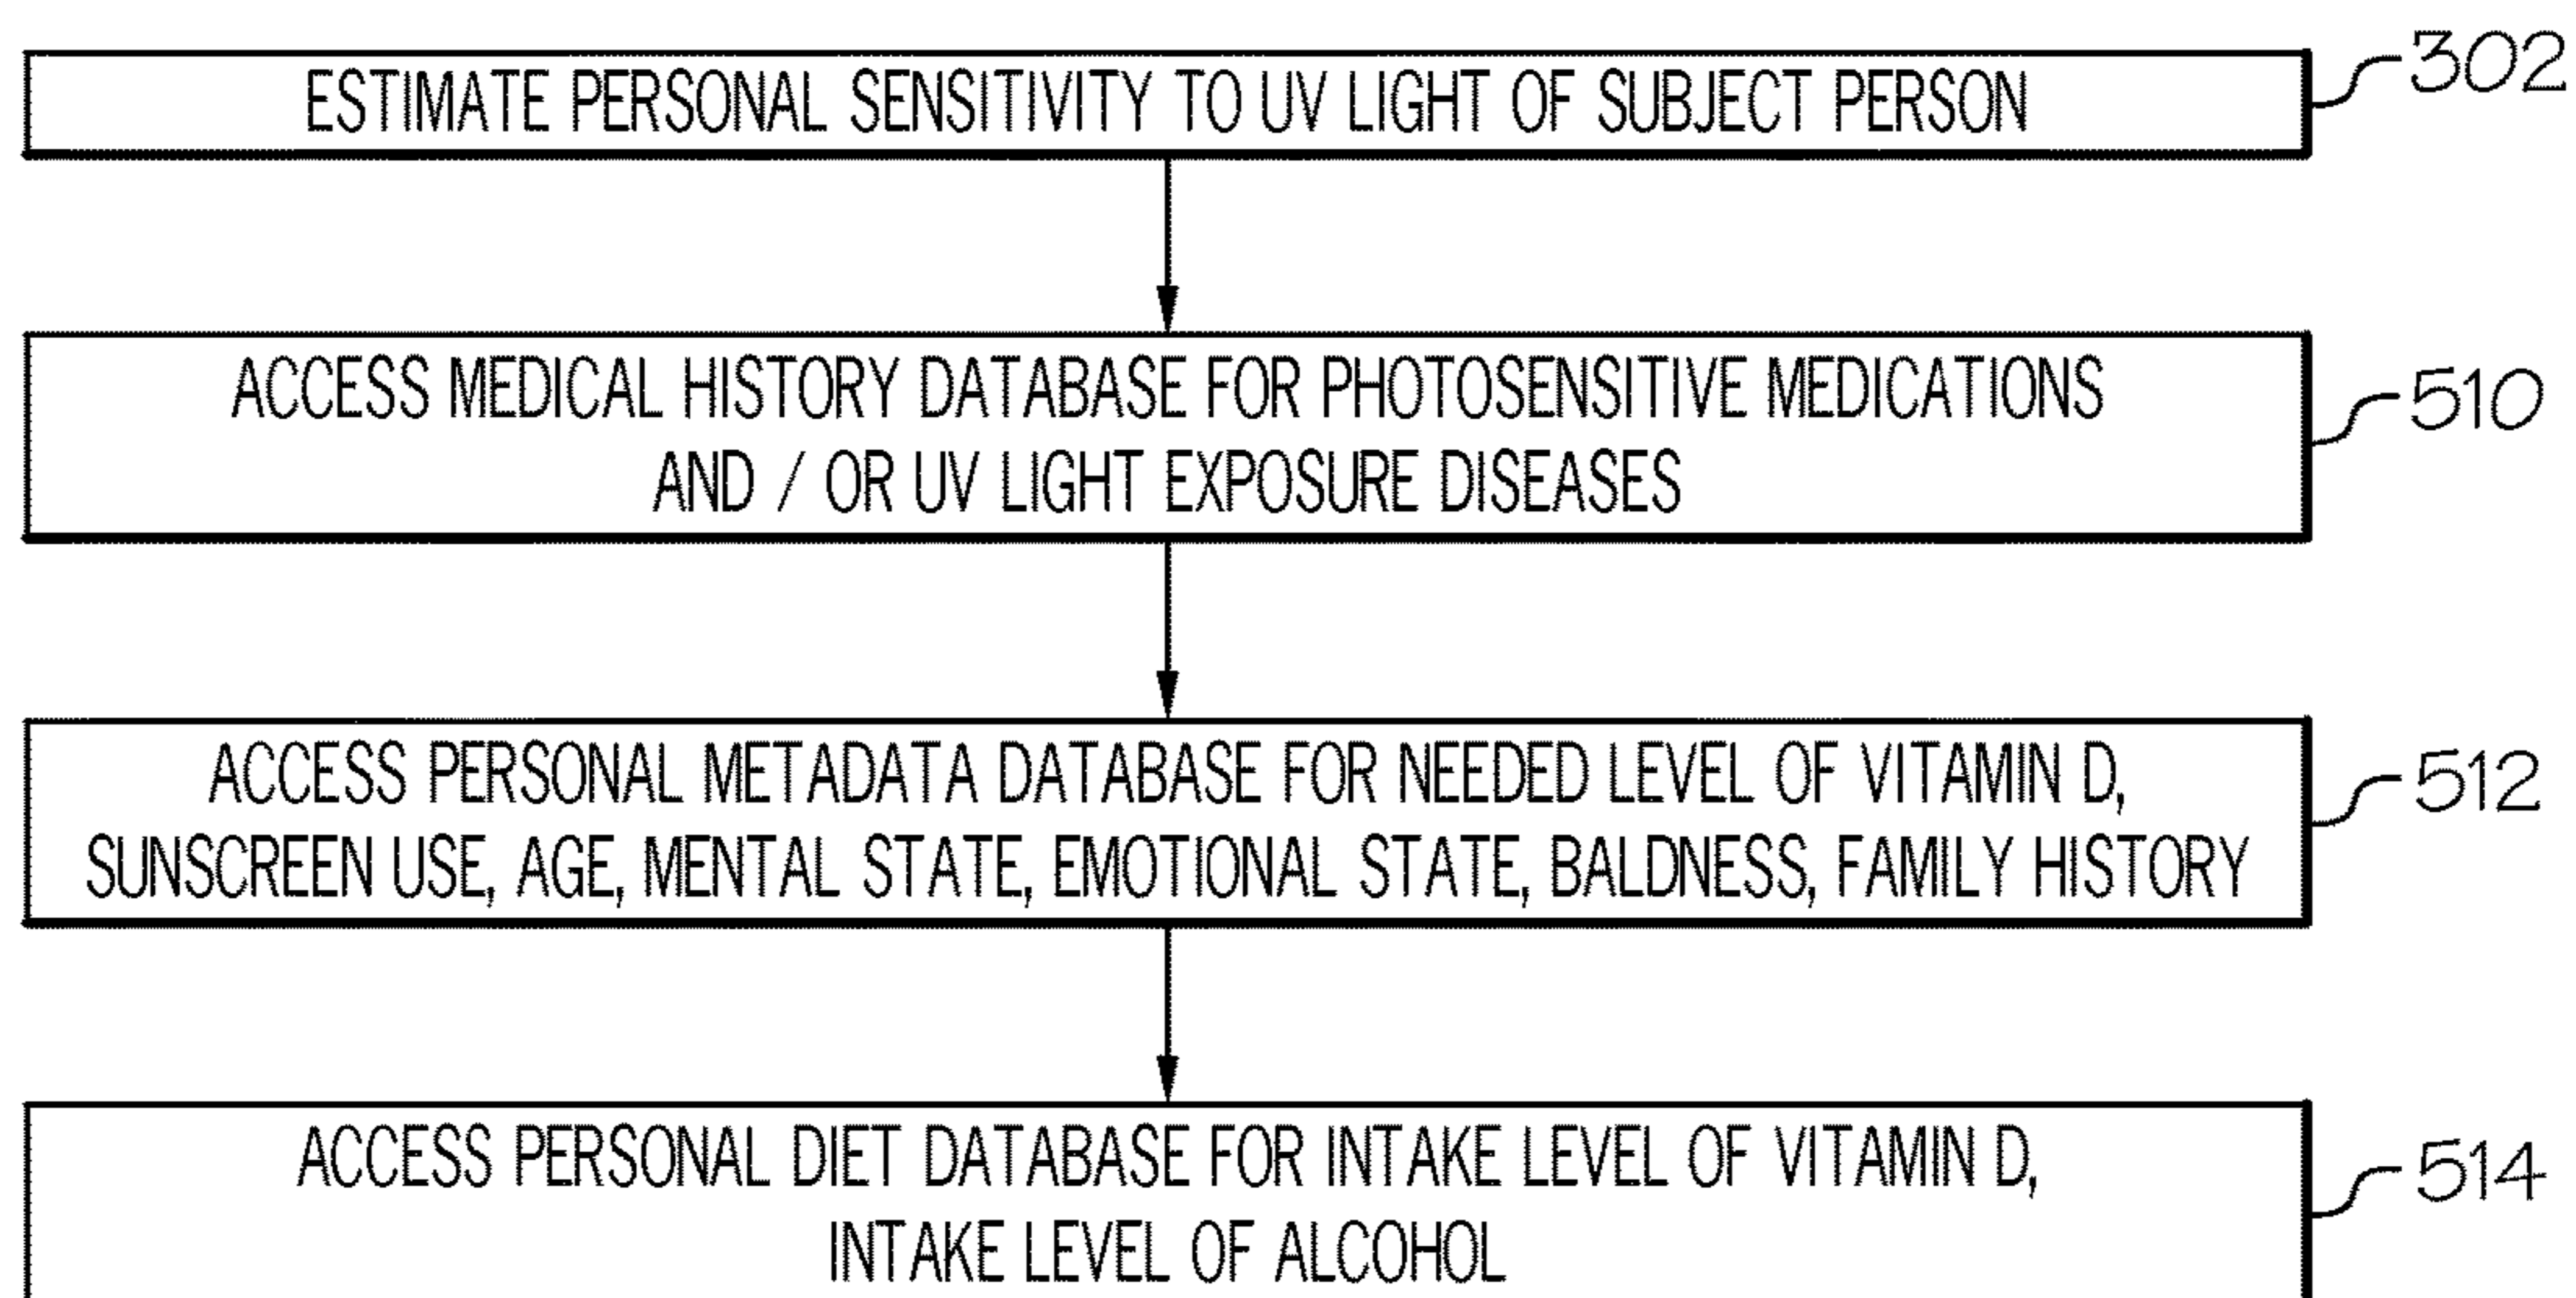 ESTIMATE PERSONAL SENSITIVITY TO UV LIGHT OF SUBJECT PERSON
302
ACCESS MEDICAL HISTORY DATABASE FOR PHOTOSENSITIVE MEDICATIONS
AND / OR UV LIGHT EXPOSURE DISEASES
510
ACCESS PERSONAL METADATA DATABASE FOR NEEDED LEVEL OF VITAMIN D,
SUNSCREEN USE, AGE, MENTAL STATE, EMOTIONAL STATE, BALDNESS, FAMILY HISTORY
512
ACCESS PERSONAL DIET DATABASE FOR INTAKE LEVEL OF VITAMIN D,
INTAKE LEVEL OF ALCOHOL
514